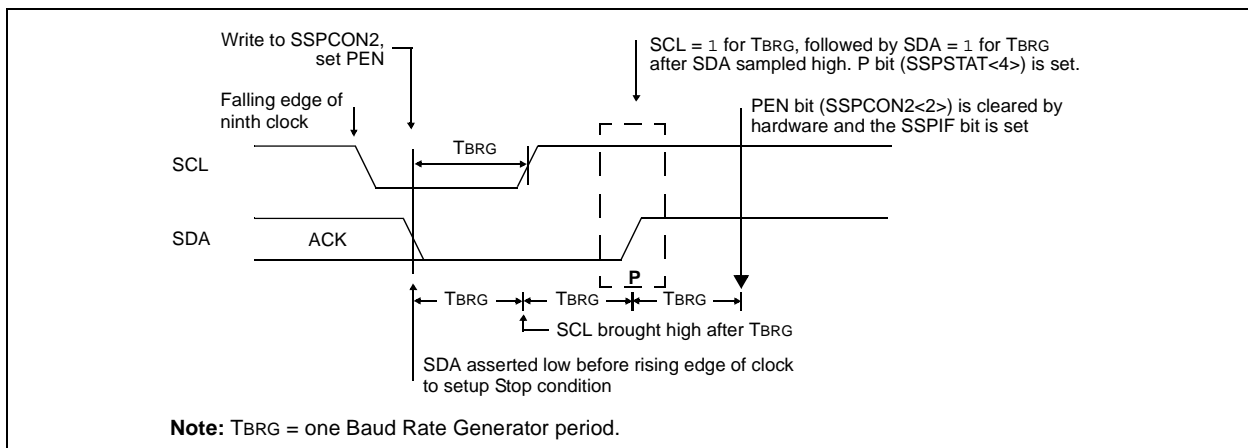 Write to SSPCON2,
set PEN
SCL = 1 for TBRG, followed by SDA = 1 for TBRG
after SDA sampled high. P bit (SSPSTAT<4>) is set.
Falling edge of
ninth clock
PEN bit (SSPCON2<2>) is cleared by
hardware and the SSPIF bit is set
TBRG
SCL
SDA
ACK
P
TBRG
TBRG
TBRG
SCL brought high after TBRG
SDA asserted low before rising edge of clock
to setup Stop condition
Note: TBRG = one Baud Rate Generator period.